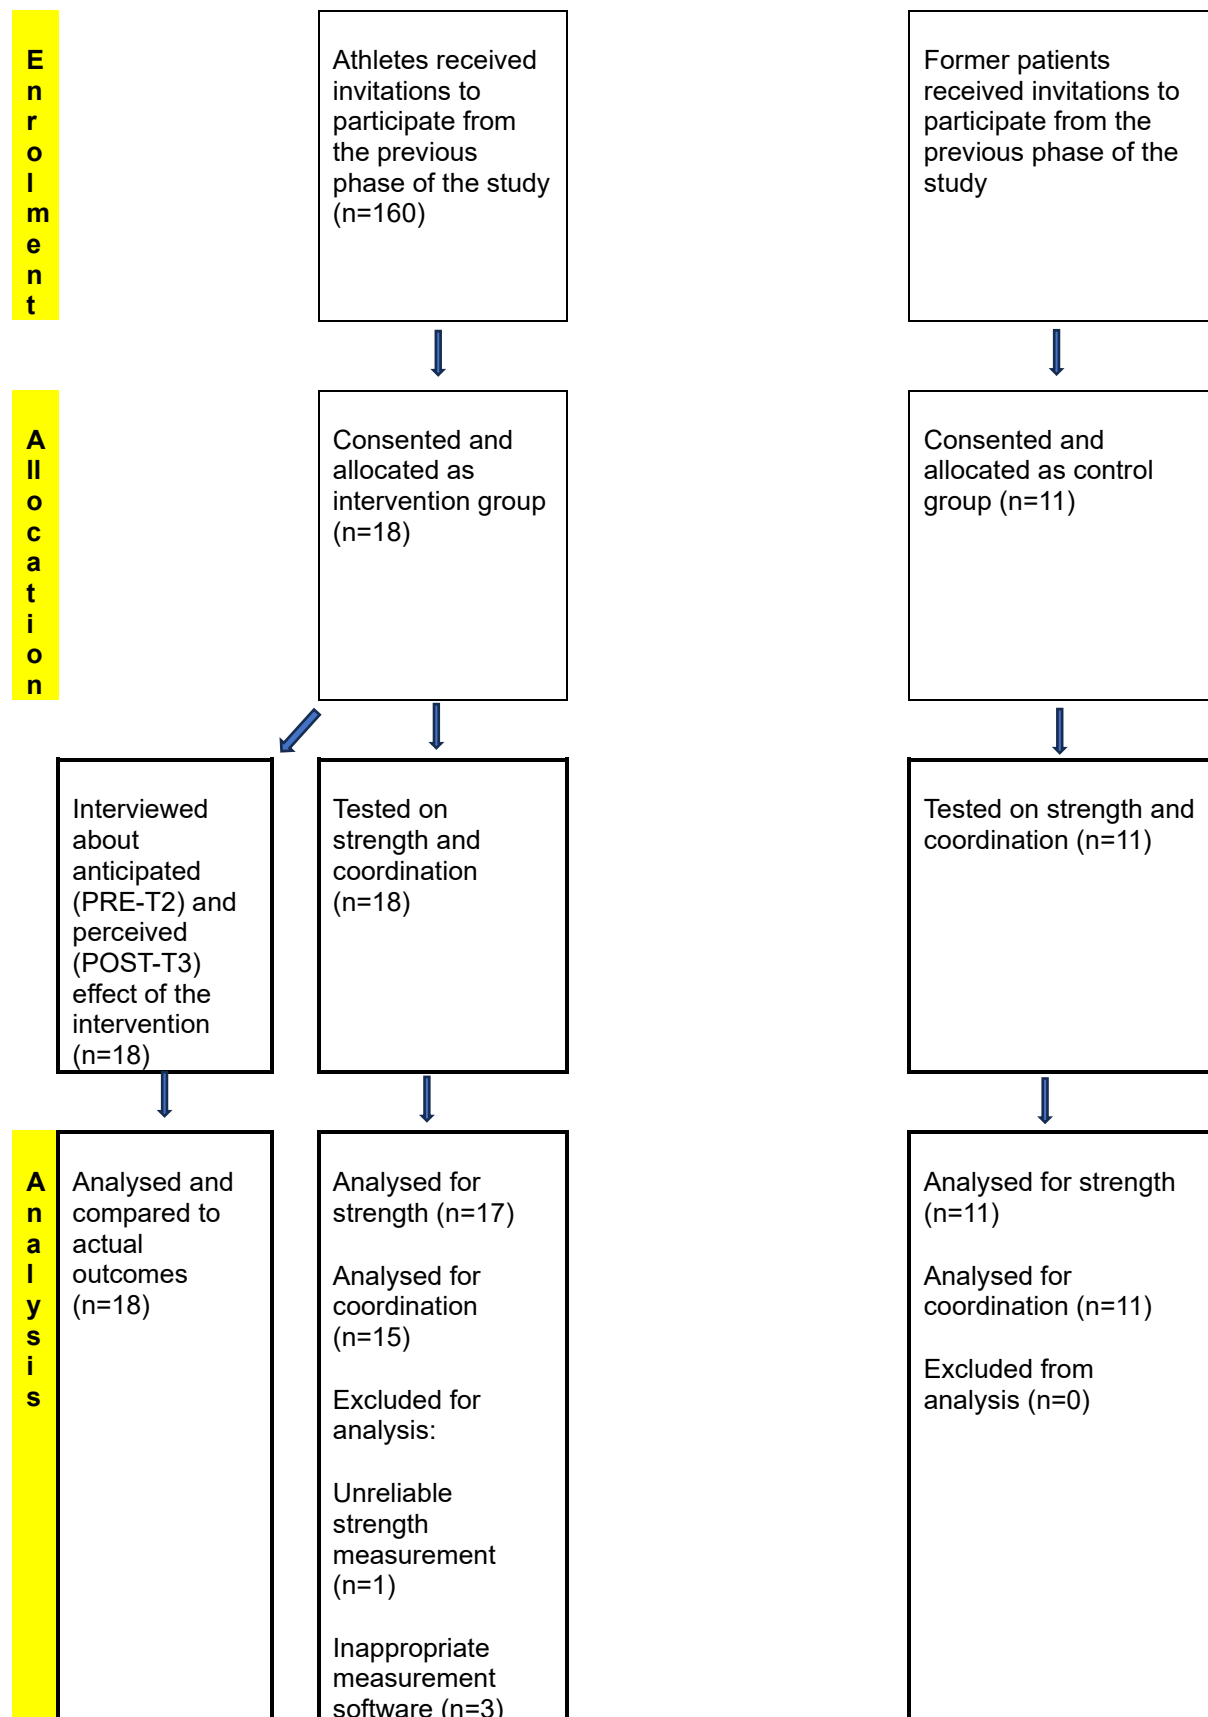 Enrolment
Athletes received
invitations to
participate from
the previous
phase of the study
(n=160)
Former patients
received invitations to
participate from the
previous phase of the
study
Allocation
Consented and
allocated as
intervention group
(n=18)
Consented and
allocated as control
group (n=11)
Interviewed
about
anticipated
(PRE-T2) and
perceived
(POST-T3)
effect of the
intervention
(n=18)
Tested on
strength and
coordination
(n=18)
Tested on strength and
coordination (n=11)
Analysis
Analysed and
compared to
actual
outcomes
(n=18)
Analysed for
strength (n=17)
Analysed for
coordination
(n=15)
Excluded for
analysis:
Unreliable
strength
measurement
(n=1)
Inappropriate
measurement
software (n=3)
Analysed for strength
(n=11)
Analysed for
coordination (n=11)
Excluded from
analysis (n=0)